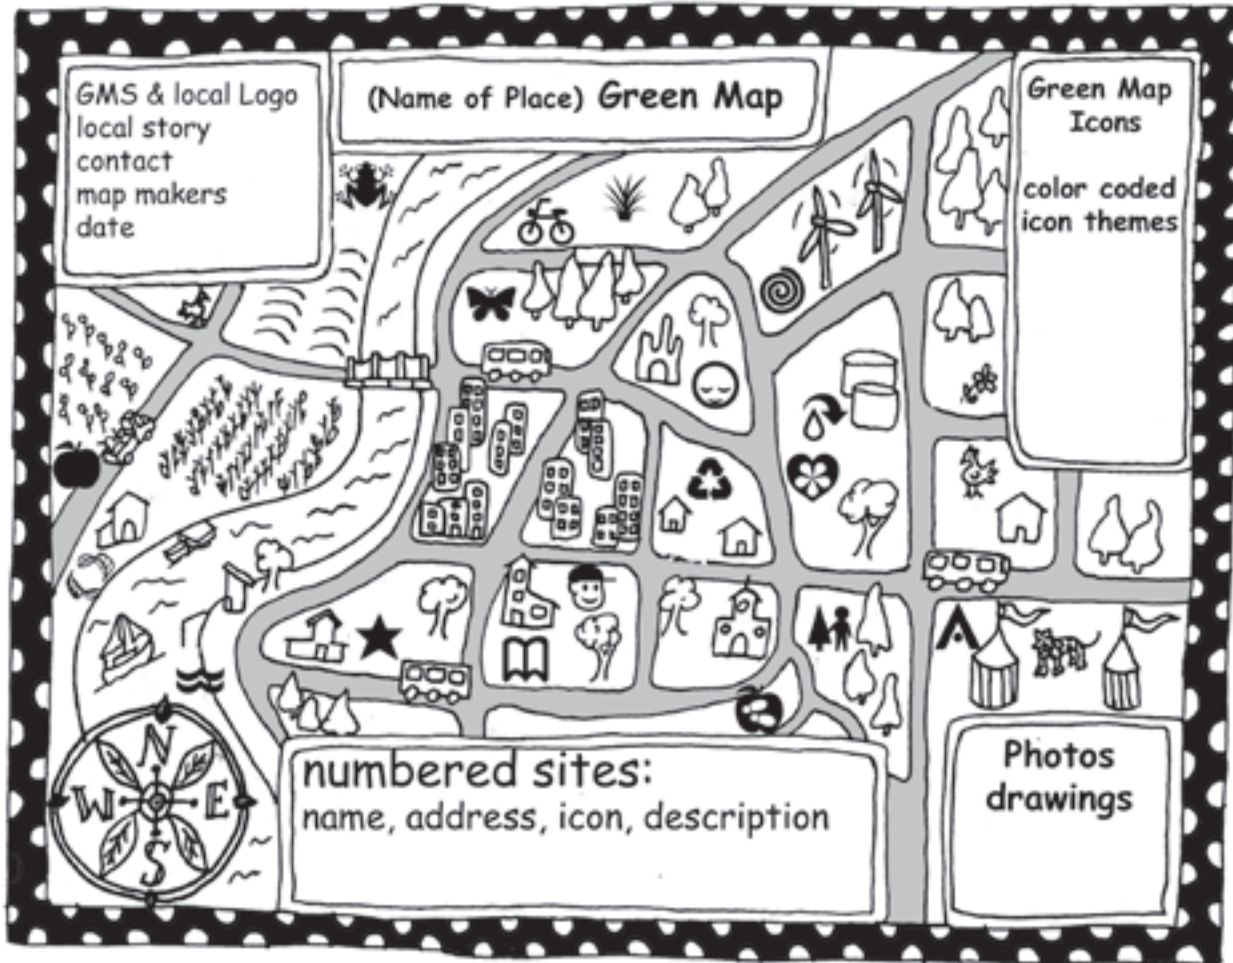 GMS & local Logo
local story
contact
map makers
date
(Name of Place) Green Map
Green Map
Icons
color coded
icon themes
N
W E
S
numbered sites:
name, address, icon, description
Photos
drawings